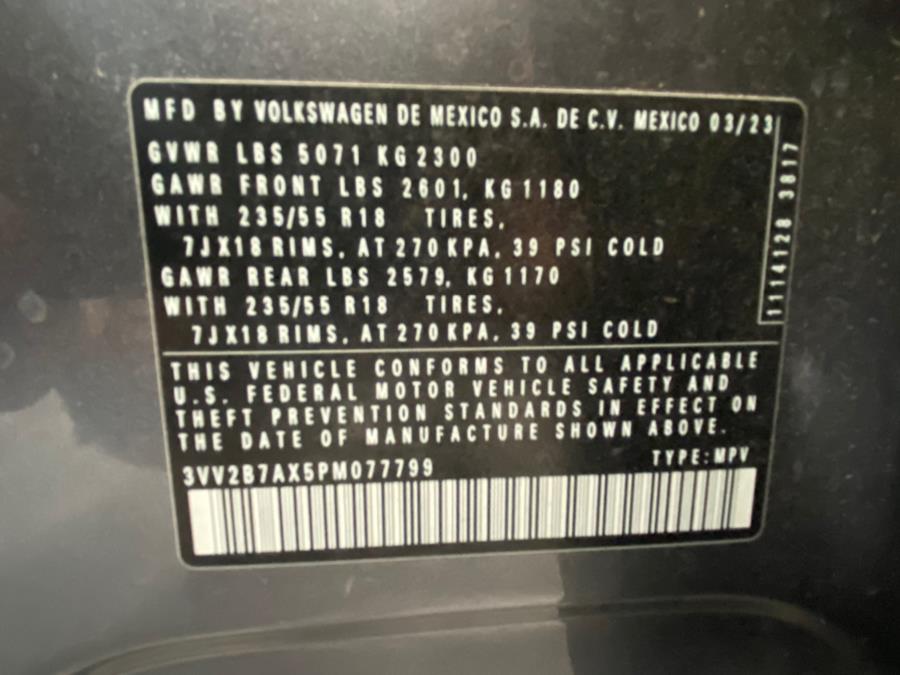 MFD BY VOLKSWAGEN DE MEXICO S.A. DE C.V. MEXICO 03/23
GVWR LBS 5071 KG 2300
GAWR FRONT LBS 2601, KG 1180
WITH 235/55 R18 TIRES,
7JX18 RIMS, AT 270 KPA, 39 PSI COLD
GAWR REAR LBS 2579, KG 1170
WITH 235/55 R18 TIRES,
7JX18 RIMS, AT 270 KPA, 39 PSI COLD
1114128 3817
THIS VEHICLE CONFORMS TO ALL APPLICABLE
U.S. FEDERAL MOTOR VEHICLE SAFETY AND
THEFT PREVENTION STANDARDS IN EFFECT ON
THE DATE OF MANUFACTURE SHOWN ABOVE.
3VV2B7AX5PM077799 TYPE: MPV